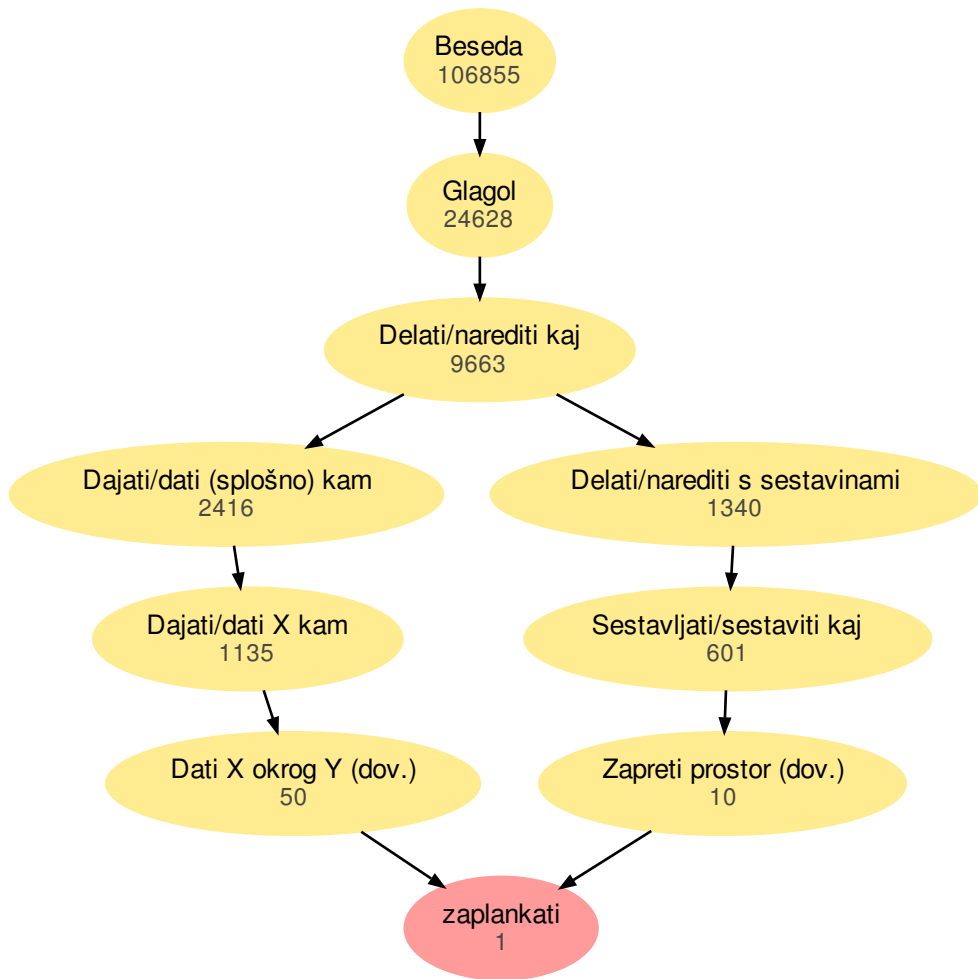 Beseda
106855
Glagol
24628
Delati/narediti kaj
9663
Dajati/dati (splošno) kam
2416
Delati/narediti s sestavinami
1340
Dajati/dati X kam
1135
Sestavljati/sestaviti kaj
601
Dati X okrog Y (dov.)
50
Zapreti prostor (dov.)
10
zaplankati
1